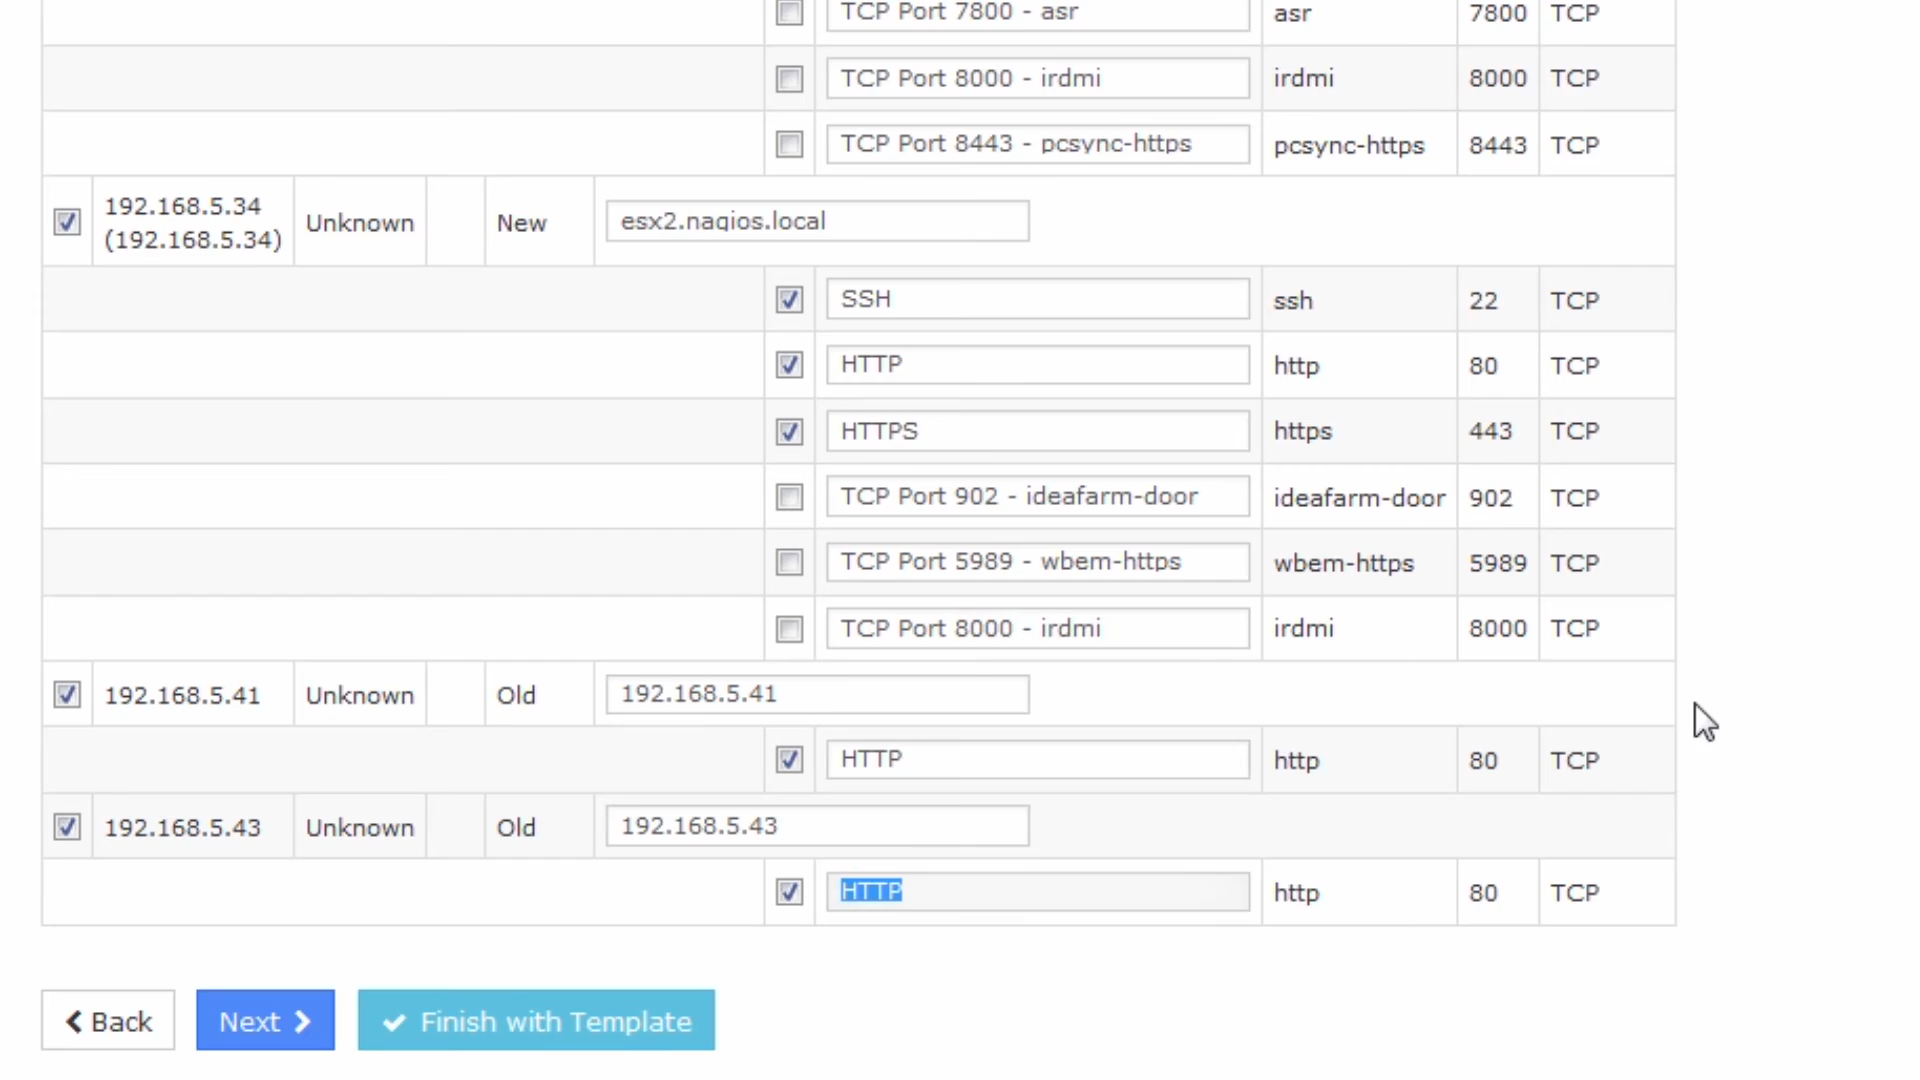 TCP Port 7800 - asr asr 7800 TCP
TCP Port 8000 - irdmi irdmi 8000 TCP
TCP Port 8443 - pcsync-https pcsync-https 8443 TCP
192.168.5.34
(192.168.5.34) Unknown New esx2.nagios.local
SSH ssh 22 TCP
HTTP http 80 TCP
HTTPS https 443 TCP
TCP Port 902 - ideafarm-door ideafarm-door 902 TCP
TCP Port 5989 - wbem-https wbem-https 5989 TCP
TCP Port 8000 - irdmi irdmi 8000 TCP
192.168.5.41 Unknown Old 192.168.5.41
HTTP http 80 TCP
192.168.5.43 Unknown Old 192.168.5.43
HTTP http 80 TCP
Back Next Finish with Template